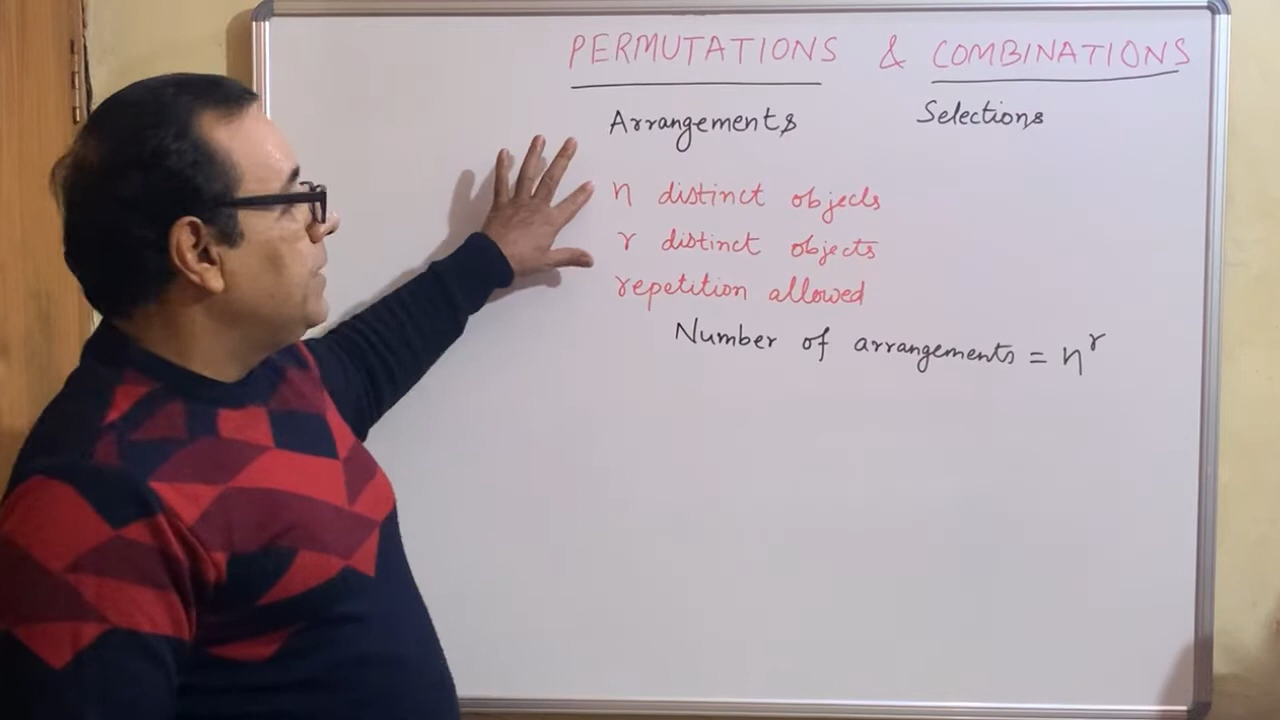 PERMUTATIONS & COMBINATIONS
Arrangements Selections
n distinct objects
r distinct objects
repetition allowed
Number of arrangements = n^r